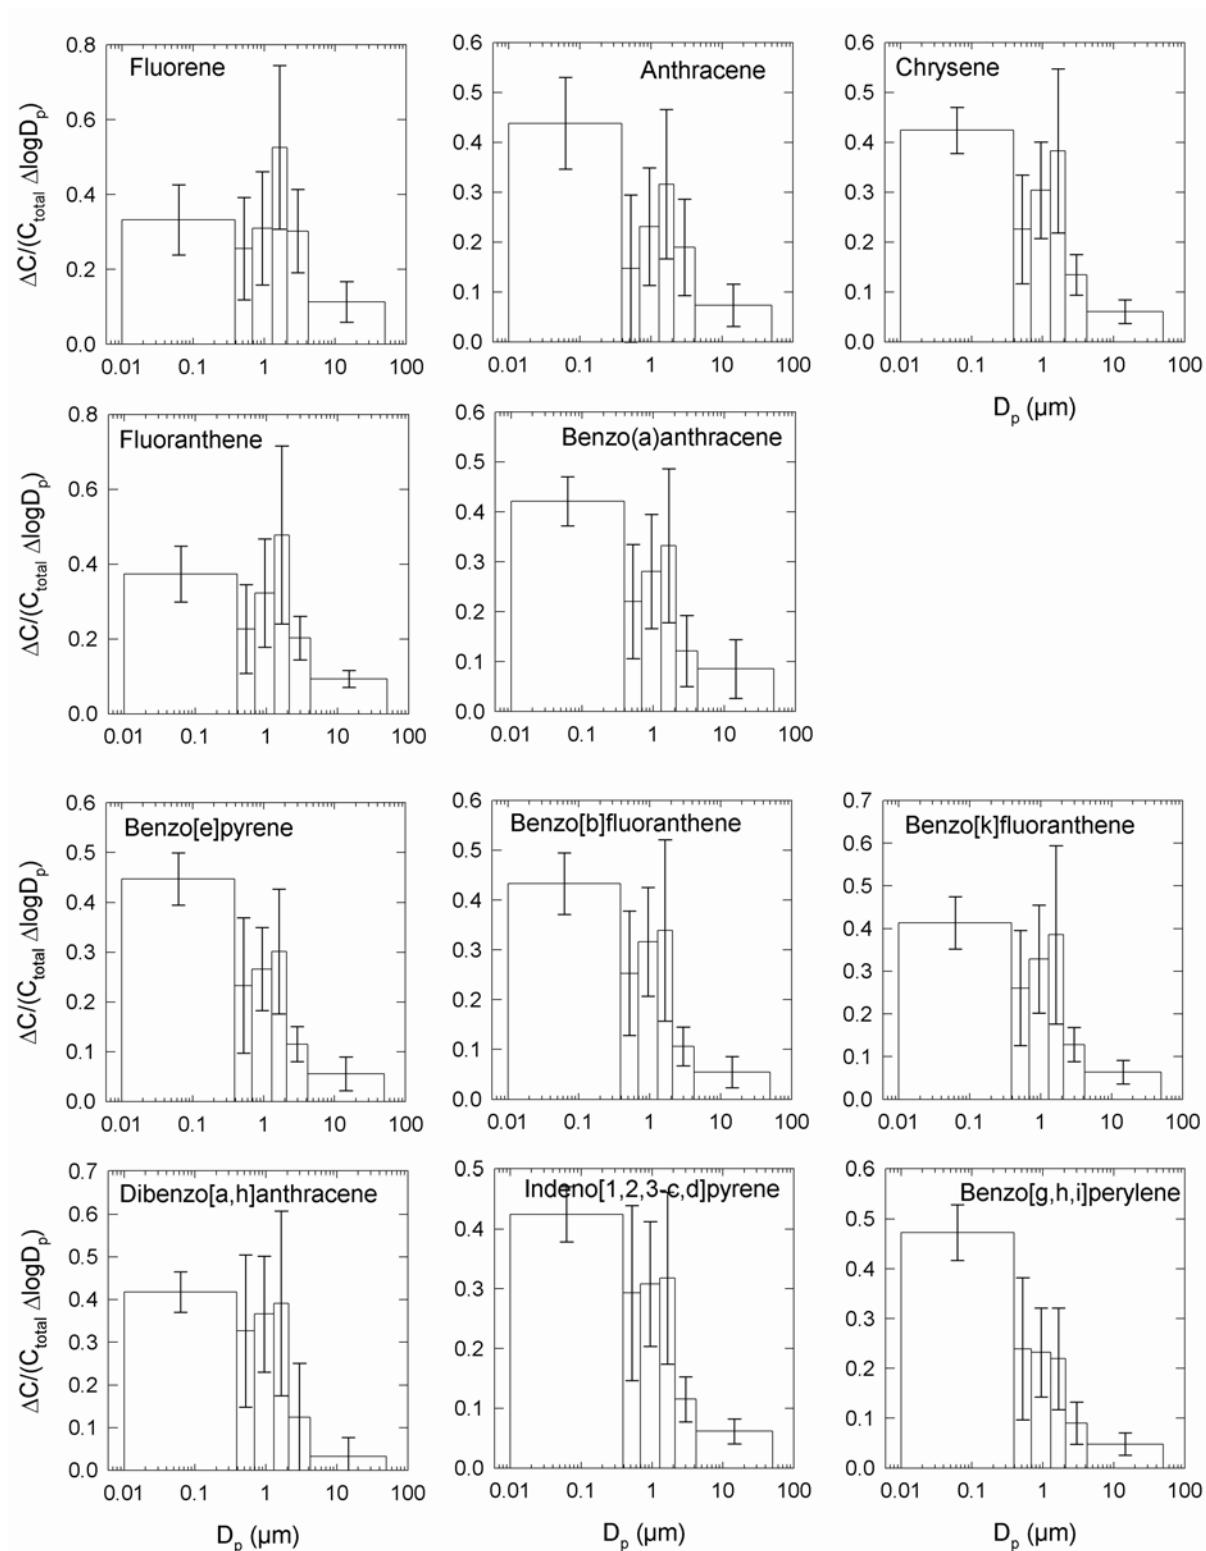 Fluorene
ΔC/(C_total ΔlogD_p)
0.8
0.6
0.4
0.2
0.0
0.01 0.1 1 10 100
Anthracene
0.6
0.5
0.4
0.3
0.2
0.1
0.0
0.01 0.1 1 10 100
Chrysene
0.6
0.5
0.4
0.3
0.2
0.1
0.0
0.01 0.1 1 10 100
D_p (µm)
Fluoranthene
ΔC/(C_total ΔlogD_p)
0.8
0.6
0.4
0.2
0.0
0.01 0.1 1 10 100
Benzo(a)anthracene
0.6
0.5
0.4
0.3
0.2
0.1
0.0
0.01 0.1 1 10 100
Benzo[e]pyrene
ΔC/(C_total ΔlogD_p)
0.6
0.5
0.4
0.3
0.2
0.1
0.0
0.01 0.1 1 10 100
Benzo[b]fluoranthene
0.6
0.5
0.4
0.3
0.2
0.1
0.0
0.01 0.1 1 10 100
Benzo[k]fluoranthene
0.7
0.6
0.5
0.4
0.3
0.2
0.1
0.0
0.01 0.1 1 10 100
Dibenzo[a,h]anthracene
ΔC/(C_total ΔlogD_p)
0.7
0.6
0.5
0.4
0.3
0.2
0.1
0.0
0.01 0.1 1 10 100
D_p (µm)
Indeno[1,2,3-c,d]pyrene
0.5
0.4
0.3
0.2
0.1
0.0
0.01 0.1 1 10 100
D_p (µm)
Benzo[g,h,i]perylene
0.6
0.5
0.4
0.3
0.2
0.1
0.0
0.01 0.1 1 10 100
D_p (µm)